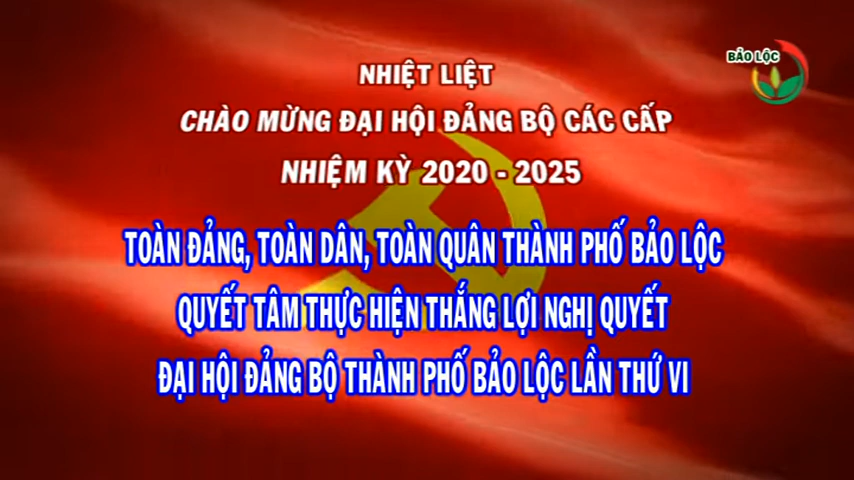 BẢO LỘC
NHIỆT LIỆT
CHÀO MỪNG ĐẠI HỘI ĐẢNG BỘ CÁC CẤP
NHIỆM KỲ 2020 - 2025
TOÀN ĐẢNG, TOÀN DÂN, TOÀN QUÂN THÀNH PHỐ BẢO LỘC
QUYẾT TÂM THỰC HIỆN THẮNG LỢI NGHỊ QUYẾT
ĐẠI HỘI ĐẢNG BỘ THÀNH PHỐ BẢO LỘC LẦN THỨ VI